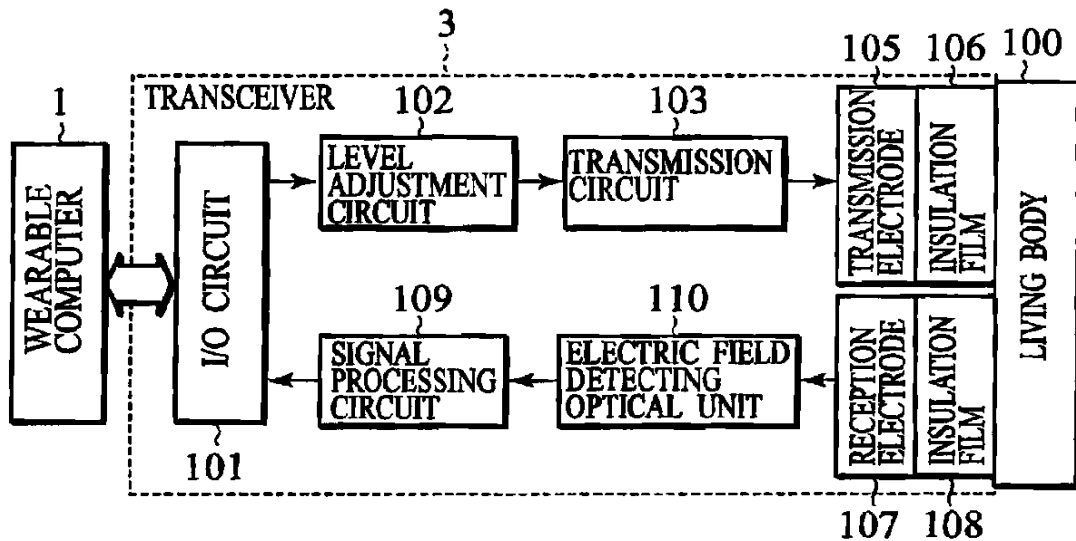 3
105
106
100
TRANSCEIVER
1
102
103
WEARABLE
COMPUTER
I/O CIRCUIT
LEVEL
ADJUSTMENT
CIRCUIT
TRANSMISSION
CIRCUIT
TRANSMISSION
ELECTRODE
INSULATION
FILM
LIVING BODY
109
110
SIGNAL
PROCESSING
CIRCUIT
ELECTRIC FIELD
DETECTING
OPTICAL UNIT
RECEPTION
ELECTRODE
INSULATION
FILM
101
107
108